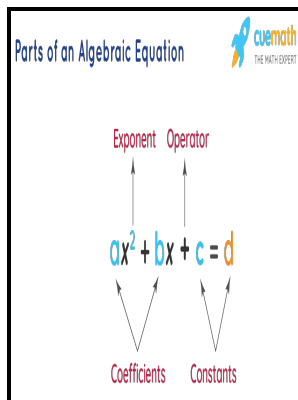 Parts of an Algebraic Equation
cuemath
THE MATH EXPERT
Exponent Operator
ax² + bx + c = d
Coefficients Constants